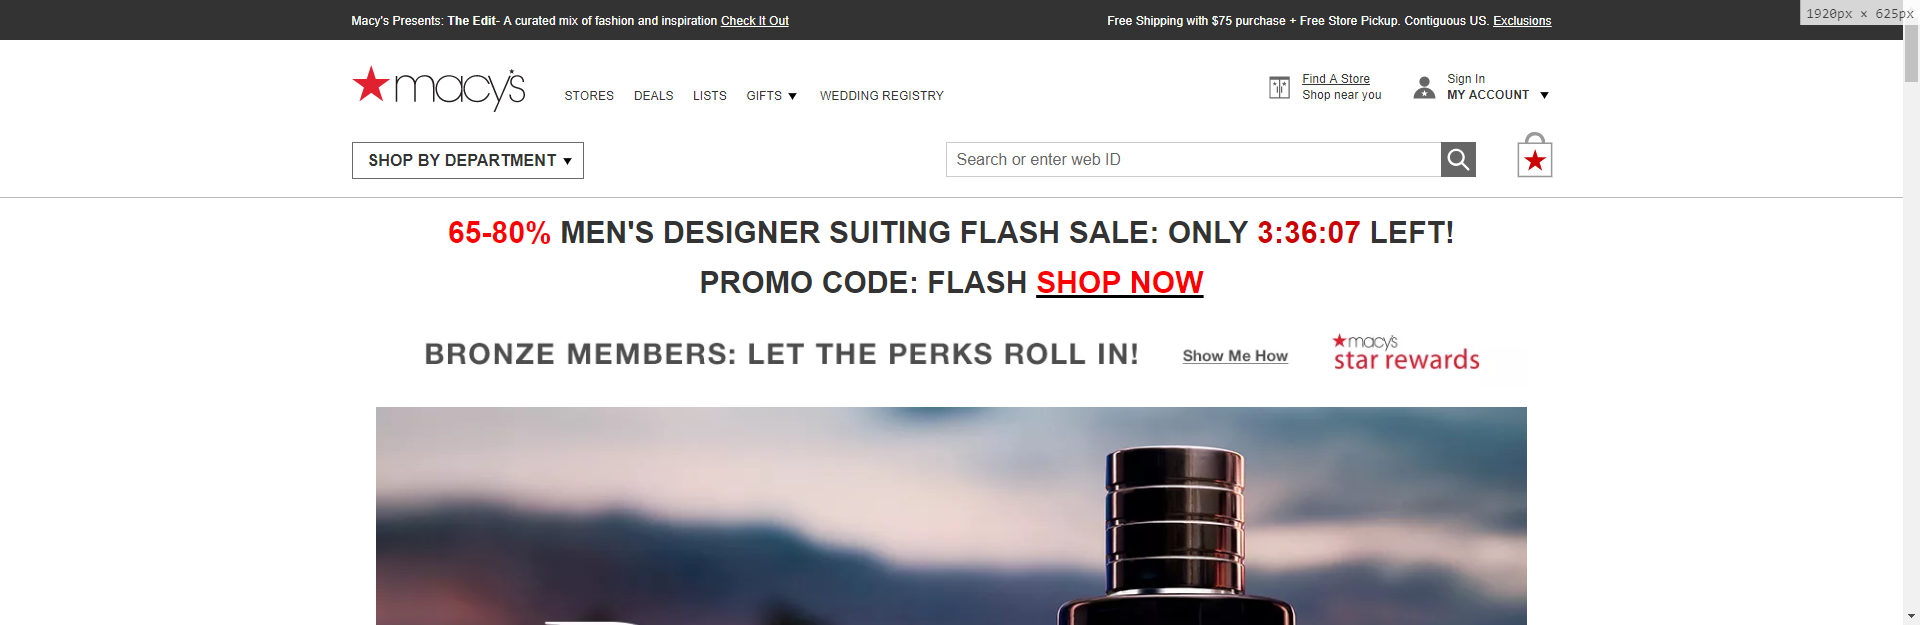 Macy's Presents: The Edit- A curated mix of fashion and inspiration Check It Out
Free Shipping with $75 purchase + Free Store Pickup. Contiguous US. Exclusions
1920px × 625px
macy's
STORES
DEALS
LISTS
GIFTS
WEDDING REGISTRY
Find A Store
Shop near you
Sign In
MY ACCOUNT
SHOP BY DEPARTMENT
Search or enter web ID
65-80% MEN'S DESIGNER SUITING FLASH SALE: ONLY 3:36:07 LEFT!
PROMO CODE: FLASH SHOP NOW
BRONZE MEMBERS: LET THE PERKS ROLL IN!
Show Me How
macy's
star rewards